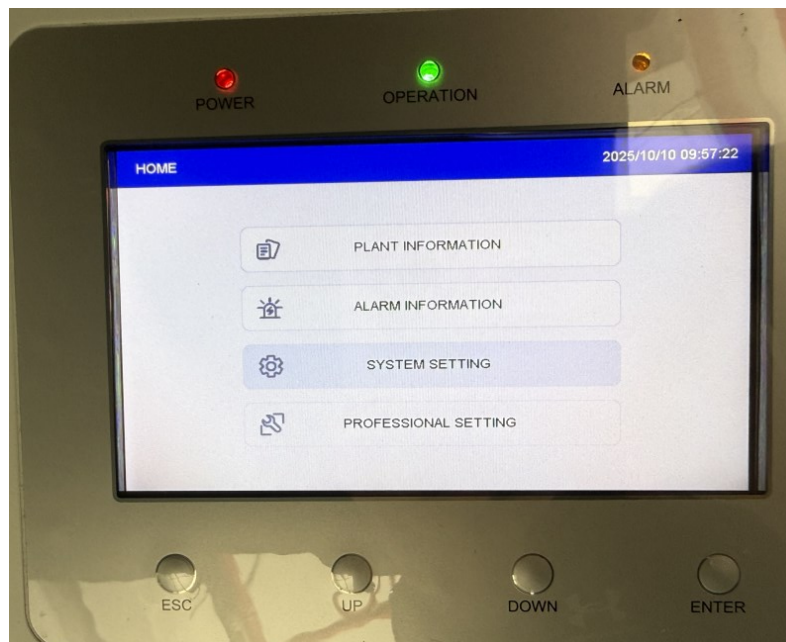 POWER
OPERATION
ALARM
HOME
2025/10/10 09:57:22
PLANT INFORMATION
ALARM INFORMATION
SYSTEM SETTING
PROFESSIONAL SETTING
ESC
UP
DOWN
ENTER